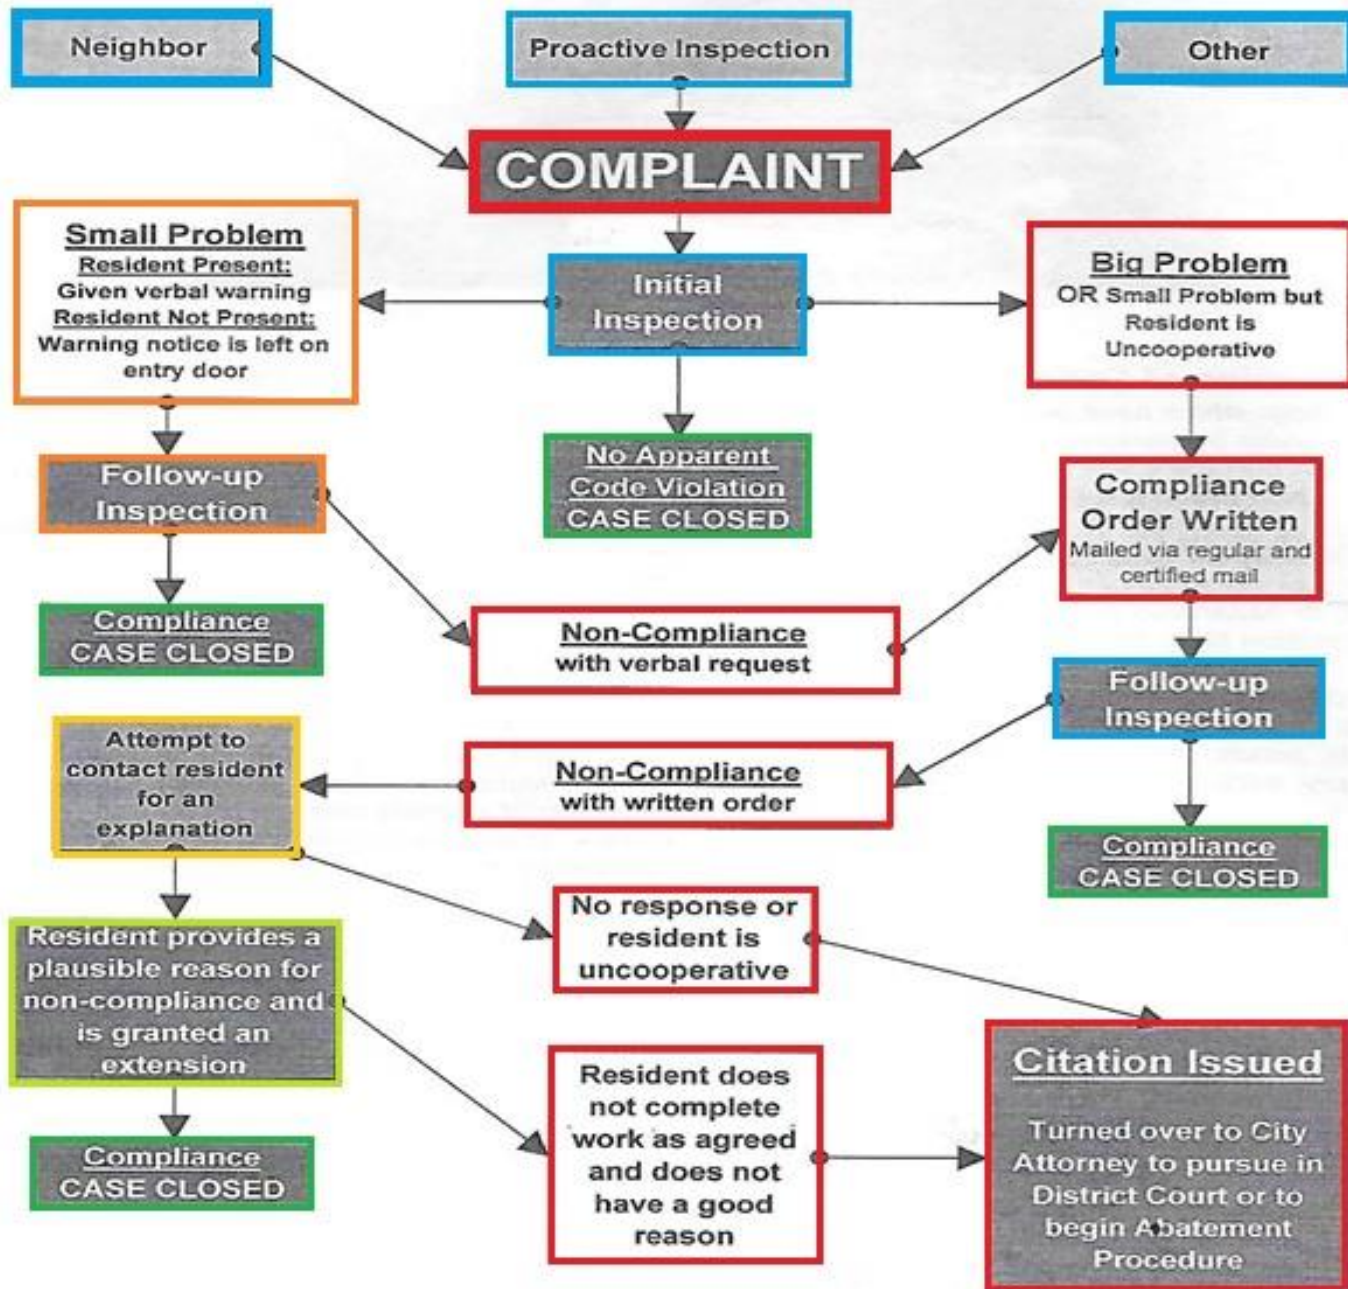 Neighbor
Proactive Inspection
Other
COMPLAINT
Small Problem
Resident Present:
Given verbal warning
Resident Not Present:
Warning notice is left on
entry door
Initial
Inspection
Big Problem
OR Small Problem but
Resident is
Uncooperative
Follow-up
Inspection
No Apparent
Code Violation
CASE CLOSED
Compliance
Order Written
Mailed via regular and
certified mail
Compliance
CASE CLOSED
Non-Compliance
with verbal request
Follow-up
Inspection
Attempt to
contact resident
for an
explanation
Non-Compliance
with written order
Compliance
CASE CLOSED
Resident provides a
plausible reason for
non-compliance and
is granted an
extension
No response or
resident is
uncooperative
Compliance
CASE CLOSED
Resident does
not complete
work as agreed
and does not
have a good
reason
Citation Issued
Turned over to City
Attorney to pursue in
District Court or to
begin Abatement
Procedure